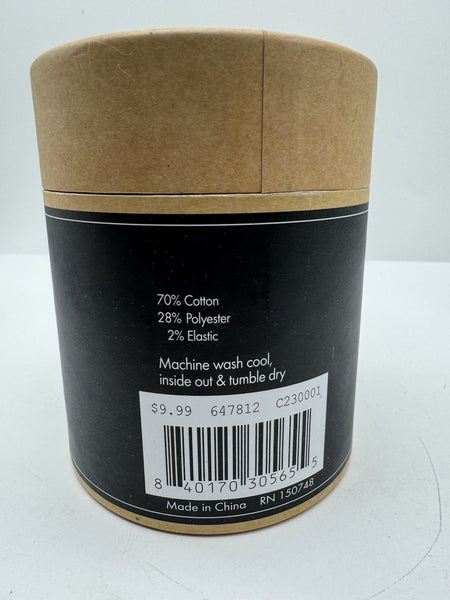 70% Cotton
28% Polyester
2% Elastic
Machine wash cool,
inside out & tumble dry
$9.99 647812 C230001
8 40170 30565 5
Made in China RN 150748